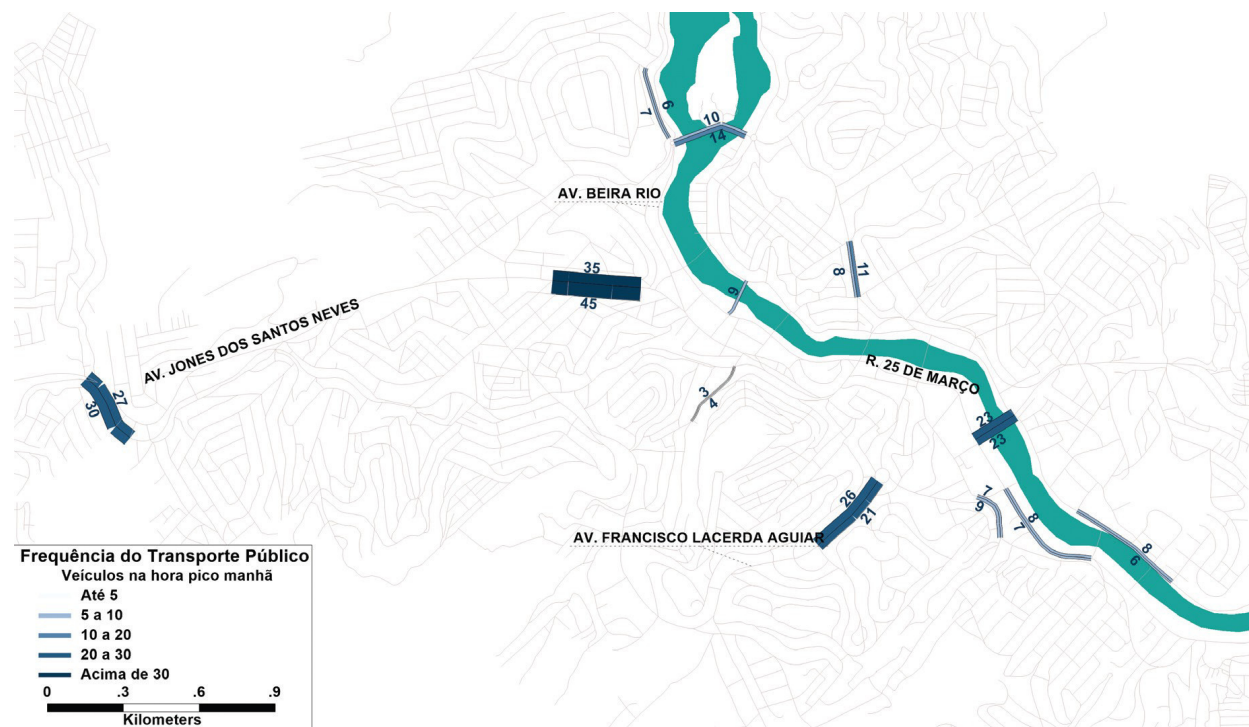 7 6
10
14
AV. BEIRA RIO
35
45
8 11
9
AV. JONES DOS SANTOS NEVES
R. 25 DE MARÇO
30 27
3
4
23
23
26
21
7
9
8
7
8
6
AV. FRANCISCO LACERDA AGUIAR
Frequência do Transporte Público
Veículos na hora pico manhã
Até 5
5 a 10
10 a 20
20 a 30
Acima de 30
0 .3 .6 .9
Kilometers